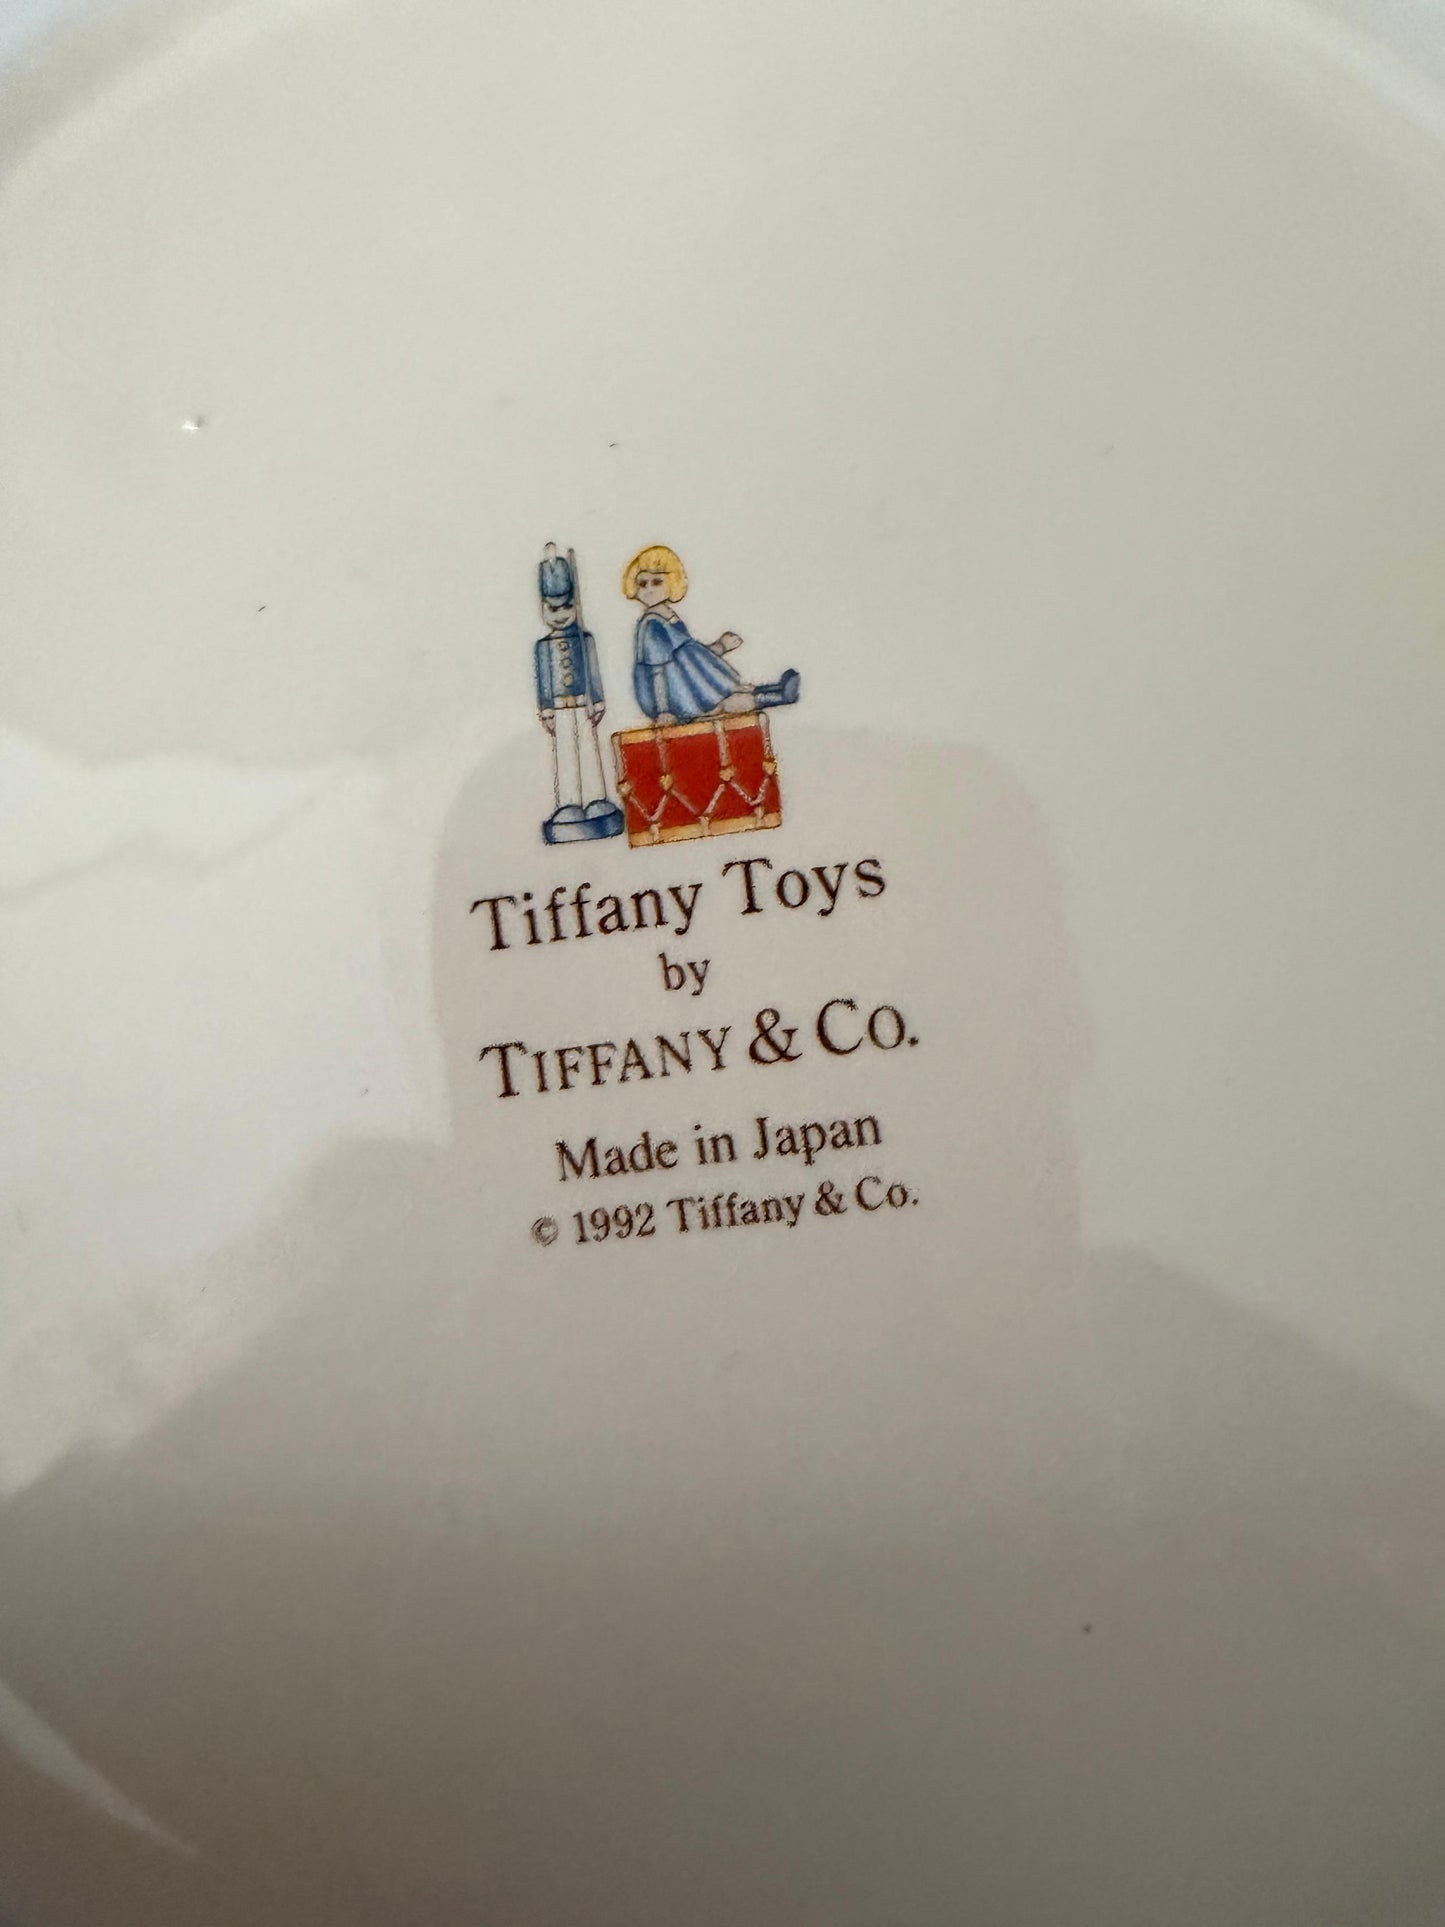 Tiffany Toys
by
TIFFANY & CO.
Made in Japan
© 1992 Tiffany & Co.